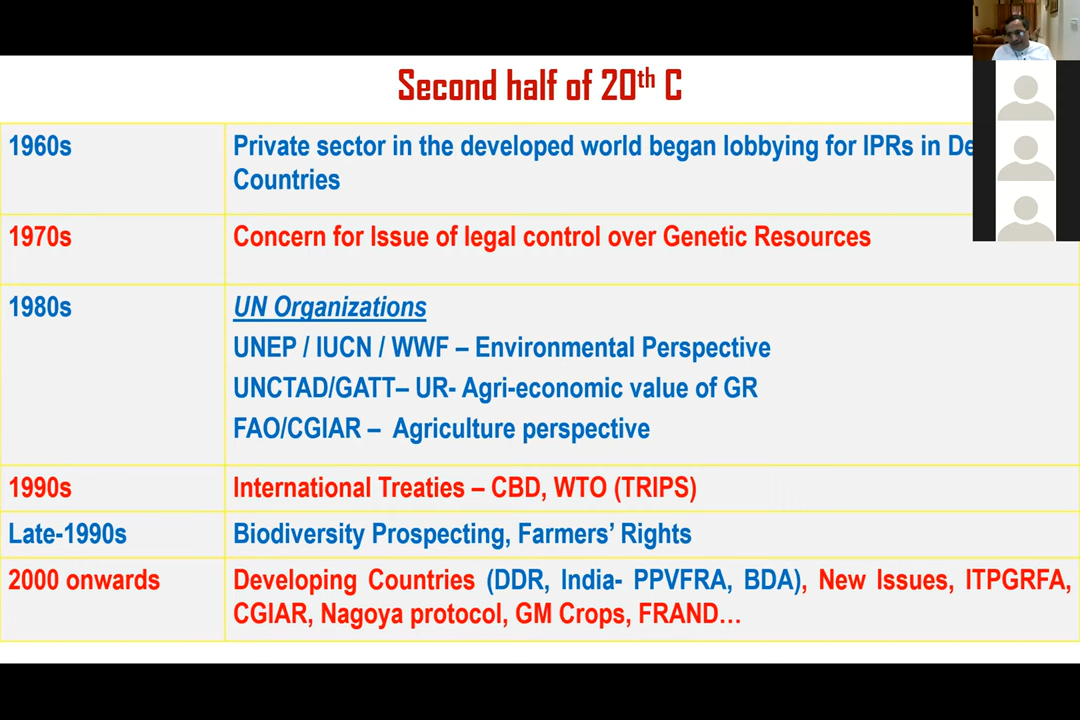 Second half of 20th C
1960s
Private sector in the developed world began lobbying for IPRs in
Countries
1970s
Concern for Issue of legal control over Genetic Resources
1980s
UN Organizations
UNEP / IUCN / WWF – Environmental Perspective
UNCTAD/GATT– UR- Agri-economic value of GR
FAO/CGIAR – Agriculture perspective
1990s
International Treaties – CBD, WTO (TRIPS)
Late-1990s
Biodiversity Prospecting, Farmers’ Rights
2000 onwards
Developing Countries (DDR, India- PPVFRA, BDA), New Issues, ITPGRFA,
CGIAR, Nagoya protocol, GM Crops, FRAND…